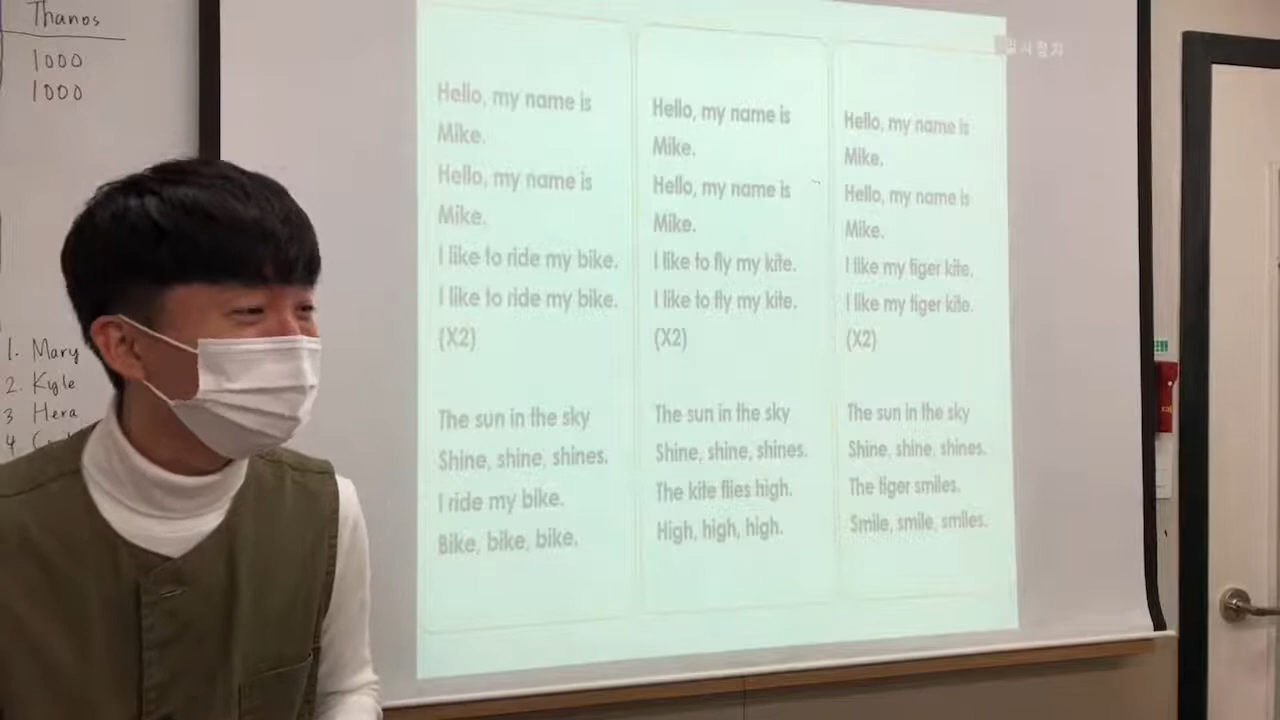 Thanos
1000
1000
1. Mary
2. Kyle
3 Hera
4
일시정지
Hello, my name is
Mike.
Hello, my name is
Mike.
I like to ride my bike.
I like to ride my bike.
(X2)
The sun in the sky
Shine, shine, shines.
I ride my bike.
Bike, bike, bike.
Hello, my name is
Mike.
Hello, my name is
Mike.
I like to fly my kite.
I like to fly my kite.
(X2)
The sun in the sky
Shine, shine, shines.
The kite flies high.
High, high, high.
Hello, my name is
Mike.
Hello, my name is
Mike.
I like my tiger kite.
I like my tiger kite.
(X2)
The sun in the sky
Shine, shine, shines.
The tiger smiles.
Smile, smile, smiles.